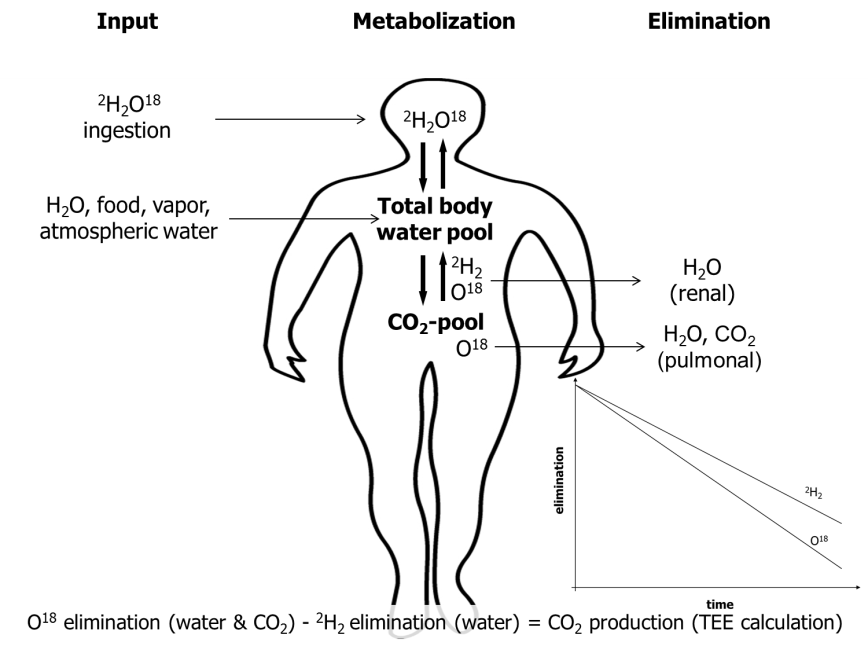 Input Metabolization Elimination
²H₂O¹⁸
ingestion
²H₂O¹⁸
H₂O, food, vapor,
atmospheric water
Total body
water pool
²H₂
O¹⁸
H₂O
(renal)
CO₂-pool
O¹⁸
H₂O, CO₂
(pulmonal)
elimination
²H₂
O¹⁸
time
O¹⁸ elimination (water & CO₂) - ²H₂ elimination (water) = CO₂ production (TEE calculation)